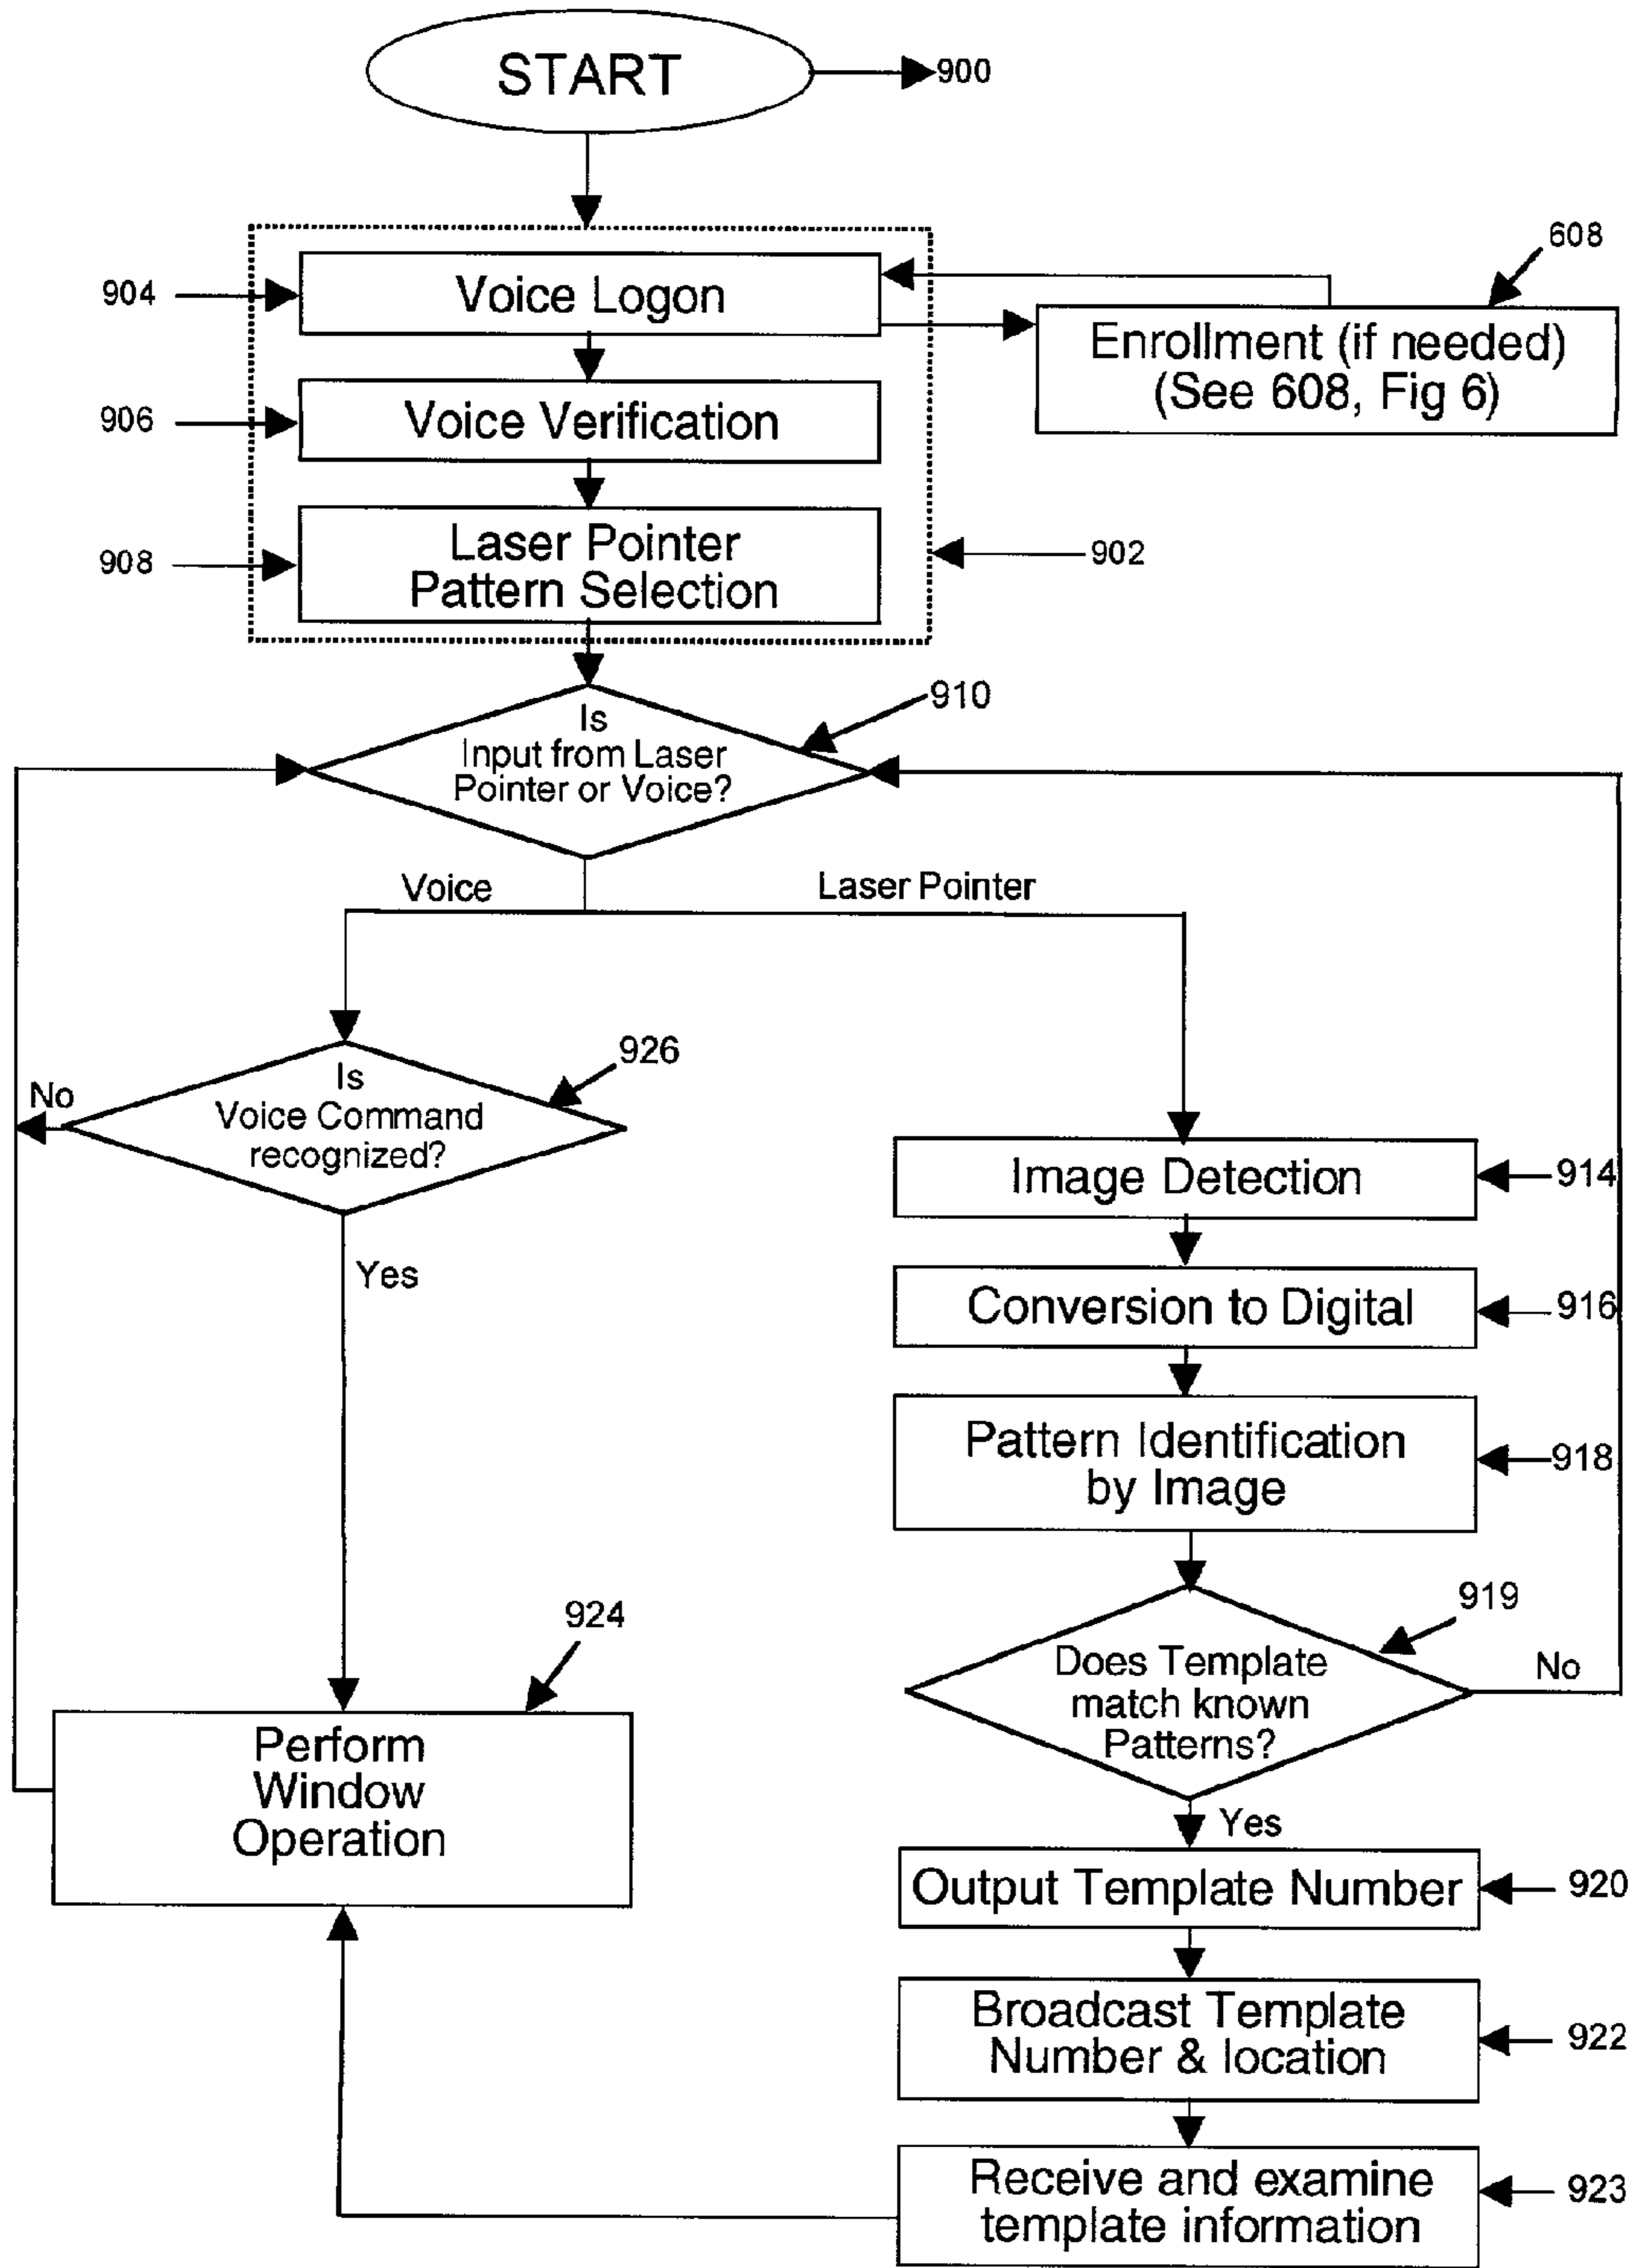 START
900
608
904
Voice Logon
Enrollment (if needed)
(See 608, Fig 6)
906
Voice Verification
908
Laser Pointer
Pattern Selection
902
910
Is
Input from Laser
Pointer or Voice?
Voice
Laser Pointer
926
No
Is
Voice Command
recognized?
Yes
Image Detection
914
Conversion to Digital
916
Pattern Identification
by Image
918
919
Does Template
match known
Patterns?
No
Yes
924
Perform
Window
Operation
Output Template Number
920
Broadcast Template
Number & location
922
Receive and examine
template information
923